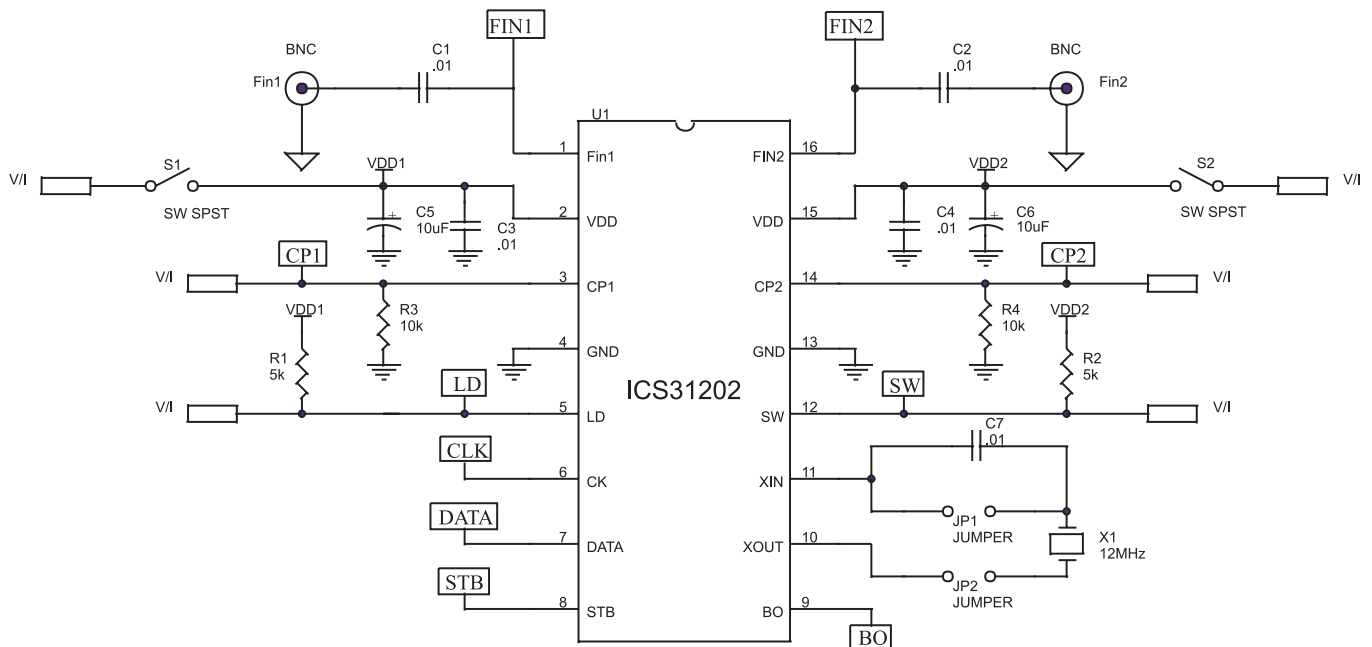 FIN1
FIN2
BNC
C1
.01
C2
.01
BNC
Fin1
Fin2
U1
1
Fin1
FIN2
16
S1
VDD1
VDD2
S2
V/I
V/I
SW SPST
C5
10uF
+
C3
.01
2
VDD
VDD
15
C4
.01
C6
10uF
+
SW SPST
V/I
CP1
3
CP1
CP2
14
CP2
V/I
VDD1
R3
10k
R4
10k
VDD2
R1
5k
4
GND
GND
13
R2
5k
ICS31202
V/I
LD
5
LD
SW
12
SW
V/I
CLK
6
CK
XIN
11
C7
.01
DATA
7
DATA
XOUT
10
JP1
JUMPER
X1
12MHz
STB
8
STB
BO
9
JP2
JUMPER
BO